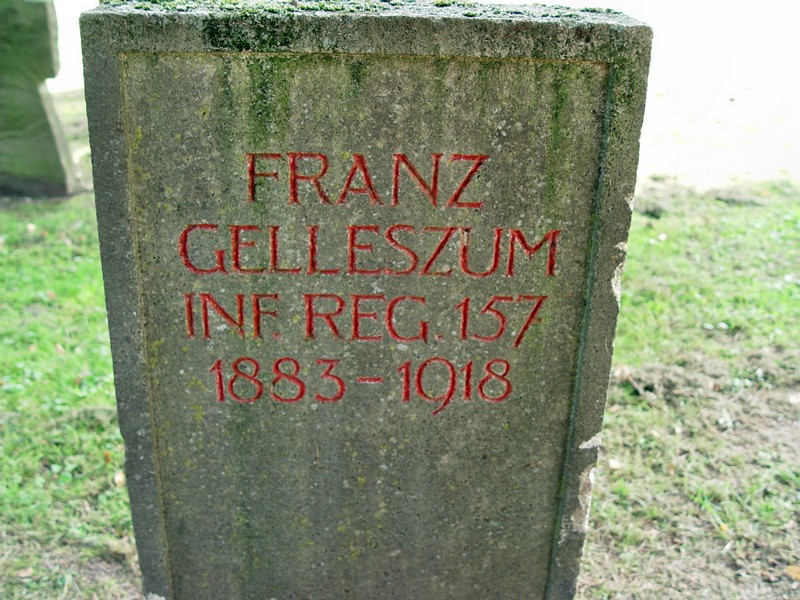 FRANZ
GELLESZUM
INF. REG. 157
1883-1918